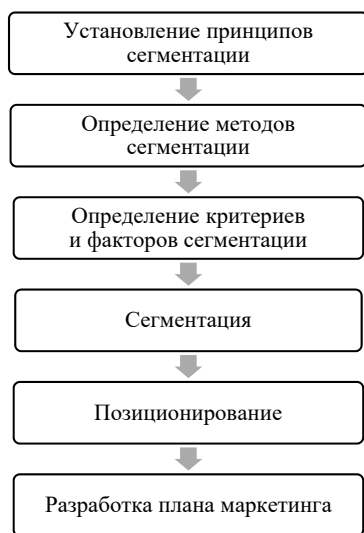 Установление принципов
сегментации
Определение методов
сегментации
Определение критериев
и факторов сегментации
Сегментация
Позиционирование
Разработка плана маркетинга